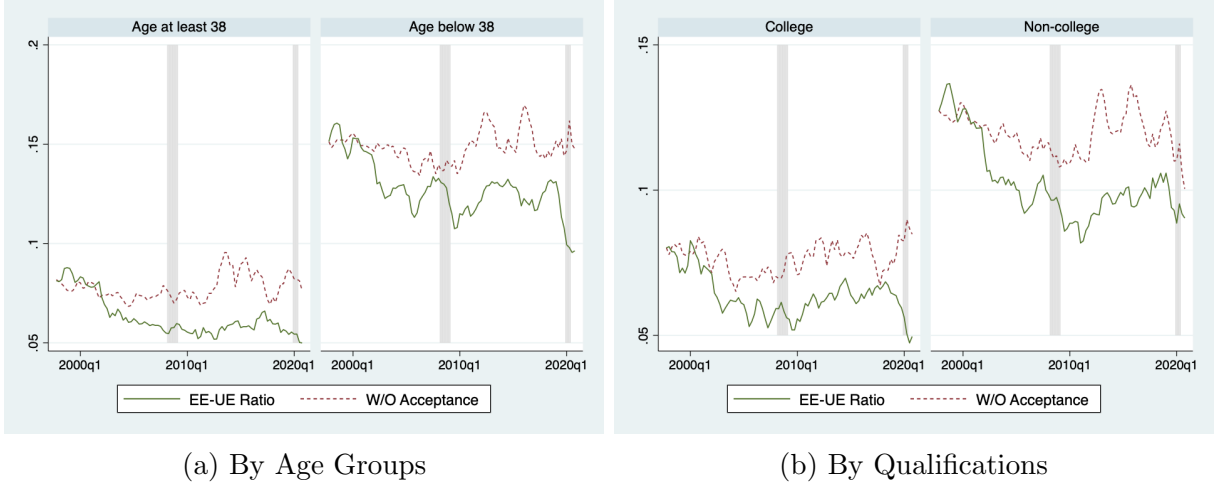 Age at least 38
Age below 38
.2
.15
.1
.05
2000q1
2010q1
2020q1
2000q1
2010q1
2020q1
EE-UE Ratio
W/O Acceptance
(a) By Age Groups
College
Non-college
.15
.1
.05
2000q1
2010q1
2020q1
2000q1
2010q1
2020q1
EE-UE Ratio
W/O Acceptance
(b) By Qualifications